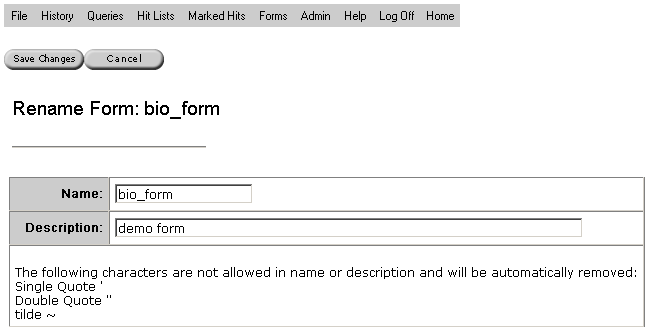 File History Queries Hit Lists Marked Hits Forms Admin Help Log Off Home
Save Changes Cancel
Rename Form: bio_form
Name: bio_form
Description: demo form
The following characters are not allowed in name or description and will be automatically removed:
Single Quote '
Double Quote "
tilde ~